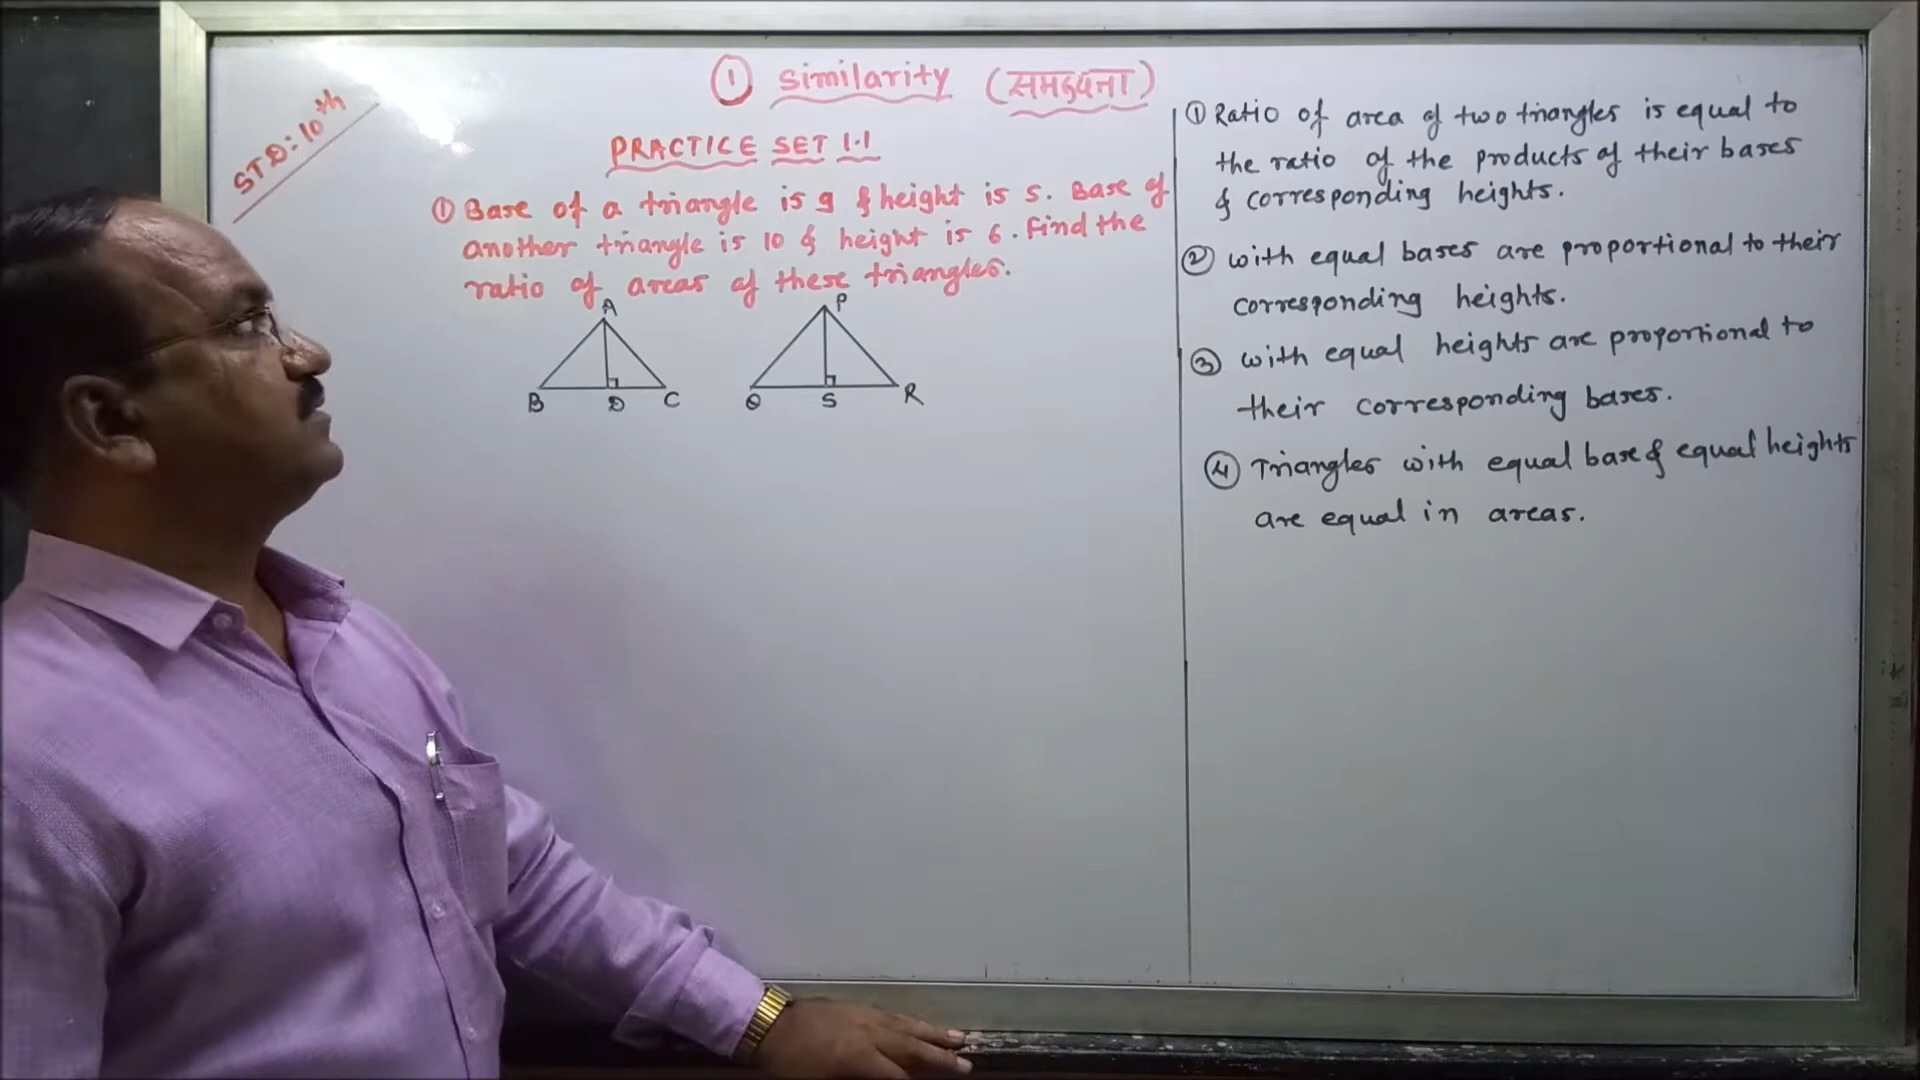 STD: 10th
① Similarity (समरूपता)
PRACTICE SET 1.1
① Base of a triangle is 9 & height is 5. Base of
another triangle is 10 & height is 6. Find the
ratio of areas of these triangles.
A
B D C
P
Q S R
① Ratio of area of two triangles is equal to
the ratio of the products of their bases
& corresponding heights.
② with equal bases are proportional to their
corresponding heights.
③ with equal heights are proportional to
their corresponding bases.
④ Triangles with equal base & equal heights
are equal in areas.